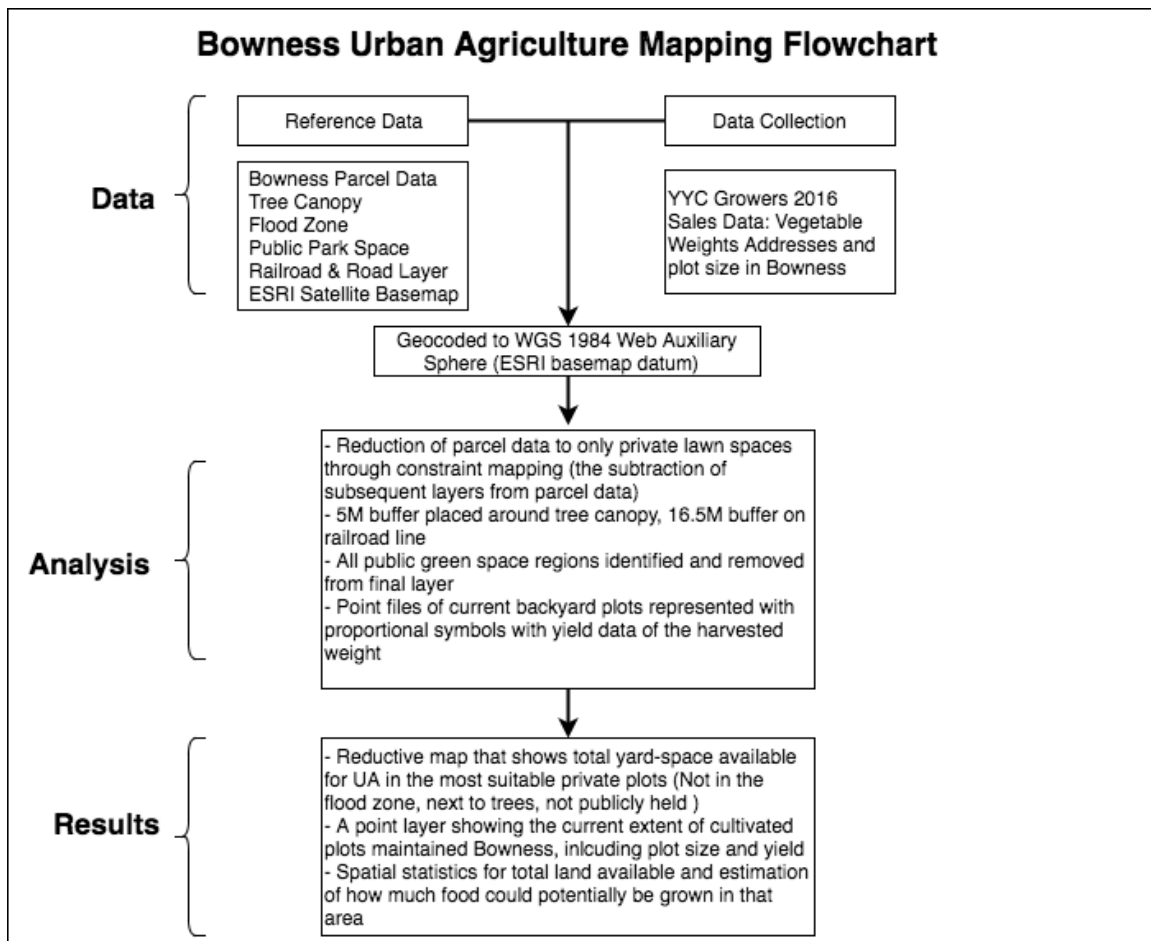 Bowness Urban Agriculture Mapping Flowchart
Data
Reference Data
Data Collection
Bowness Parcel Data
Tree Canopy
Flood Zone
Public Park Space
Railroad & Road Layer
ESRI Satellite Basemap
YYC Growers 2016
Sales Data: Vegetable
Weights Addresses and
plot size in Bowness
Geocoded to WGS 1984 Web Auxiliary
Sphere (ESRI basemap datum)
Analysis
- Reduction of parcel data to only private lawn spaces
through constraint mapping (the subtraction of
subsequent layers from parcel data)
- 5M buffer placed around tree canopy, 16.5M buffer on
railroad line
- All public green space regions identified and removed
from final layer
- Point files of current backyard plots represented with
proportional symbols with yield data of the harvested
weight
Results
- Reductive map that shows total yard-space available
for UA in the most suitable private plots (Not in the
flood zone, next to trees, not publicly held )
- A point layer showing the current extent of cultivated
plots maintained Bowness, inlcuding plot size and yield
- Spatial statistics for total land available and estimation
of how much food could potentially be grown in that
area